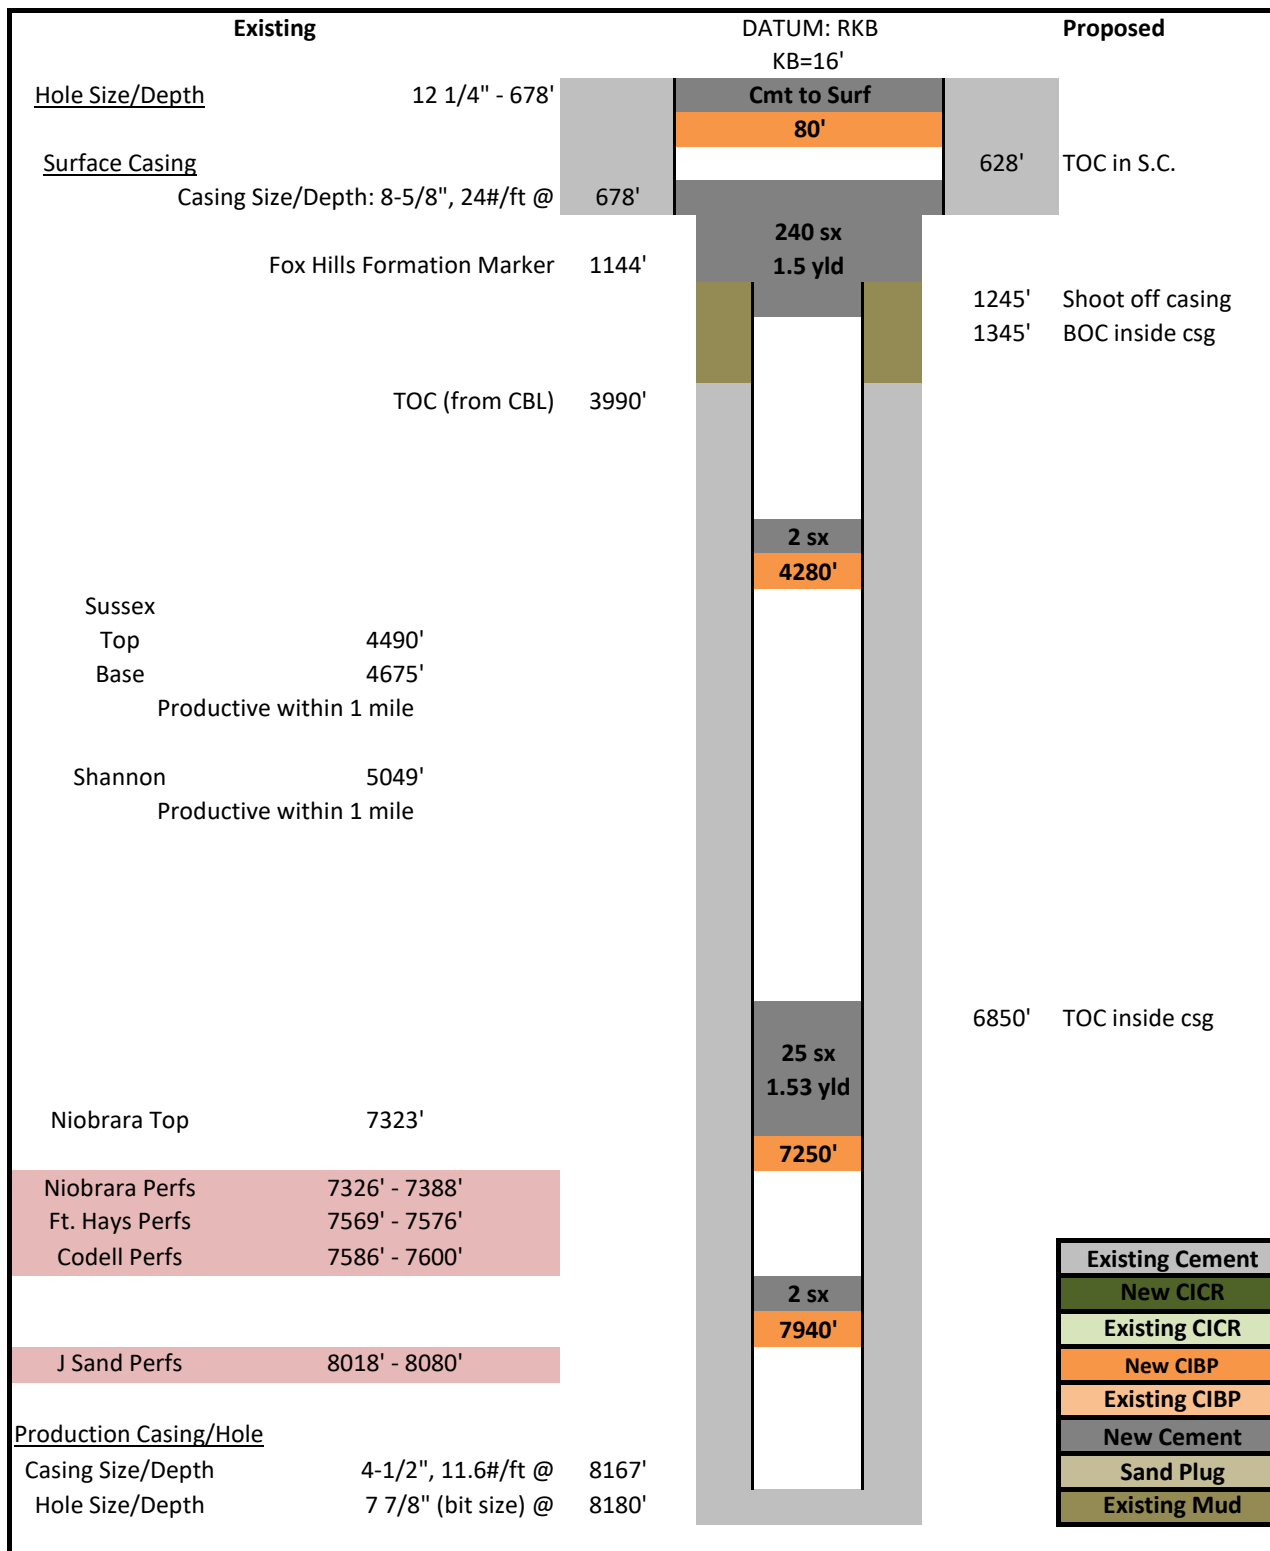 Existing DATUM: RKB Proposed
KB=16'
Hole Size/Depth 12 1/4" - 678' Cmt to Surf
80'
Surface Casing 628' TOC in S.C.
Casing Size/Depth: 8-5/8", 24#/ft @ 678'
240 sx
Fox Hills Formation Marker 1144' 1.5 yld
1245' Shoot off casing
1345' BOC inside csg
TOC (from CBL) 3990'
2 sx
4280'
Sussex
Top 4490'
Base 4675'
Productive within 1 mile
Shannon 5049'
Productive within 1 mile
6850' TOC inside csg
25 sx
1.53 yld
Niobrara Top 7323'
7250'
Niobrara Perfs 7326' - 7388'
Ft. Hays Perfs 7569' - 7576'
Codell Perfs 7586' - 7600' Existing Cement
2 sx New CICR
7940' Existing CICR
J Sand Perfs 8018' - 8080' New CIBP
Existing CIBP
Production Casing/Hole New Cement
Casing Size/Depth 4-1/2", 11.6#/ft @ 8167' Sand Plug
Hole Size/Depth 7 7/8" (bit size) @ 8180' Existing Mud